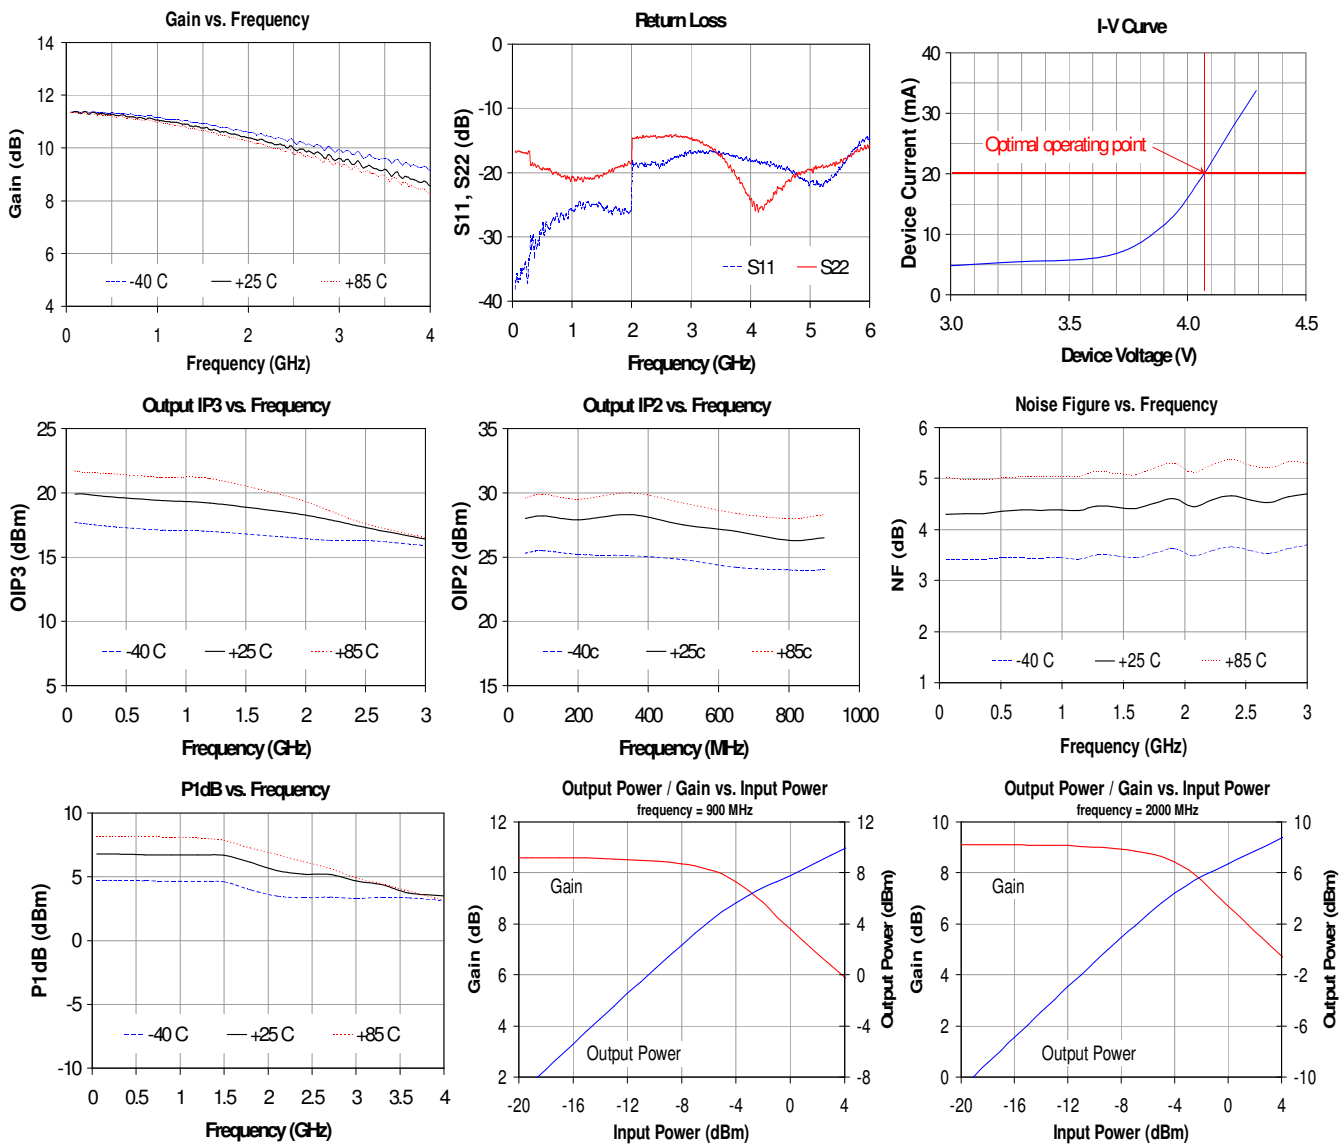 Gain vs. Frequency
14
12
10
8
6
4
Gain (dB)
-40 C
+25 C
+85 C
0
1
2
3
4
Frequency (GHz)
Return Loss
0
-10
-20
-30
-40
S11, S22 (dB)
S11
S22
0
1
2
3
4
5
6
Frequency (GHz)
I-V Curve
40
30
20
10
0
Device Current (mA)
Optimal operating point
3.0
3.5
4.0
4.5
Device Voltage (V)
Output IP3 vs. Frequency
25
20
15
10
5
OIP3 (dBm)
-40 C
+25 C
+85 C
0
0.5
1
1.5
2
2.5
3
Frequency (GHz)
Output IP2 vs. Frequency
35
30
25
20
15
OIP2 (dBm)
-40c
+25c
+85c
0
200
400
600
800
1000
Frequency (MHz)
Noise Figure vs. Frequency
6
5
4
3
2
1
NF (dB)
-40 C
+25 C
+85 C
0
0.5
1
1.5
2
2.5
3
Frequency (GHz)
P1dB vs. Frequency
10
5
0
-5
-10
P1dB (dBm)
-40 C
+25 C
+85 C
0
0.5
1
1.5
2
2.5
3
3.5
4
Frequency (GHz)
Output Power / Gain vs. Input Power
frequency = 900 MHz
12
10
8
6
4
2
Gain (dB)
Gain
Output Power
12
8
4
0
-4
-8
Output Power (dBm)
-20
-16
-12
-8
-4
0
4
Input Power (dBm)
Output Power / Gain vs. Input Power
frequency = 2000 MHz
10
8
6
4
2
0
Gain (dB)
Gain
Output Power
10
6
2
-2
-6
-10
Output Power (dBm)
-20
-16
-12
-8
-4
0
4
Input Power (dBm)